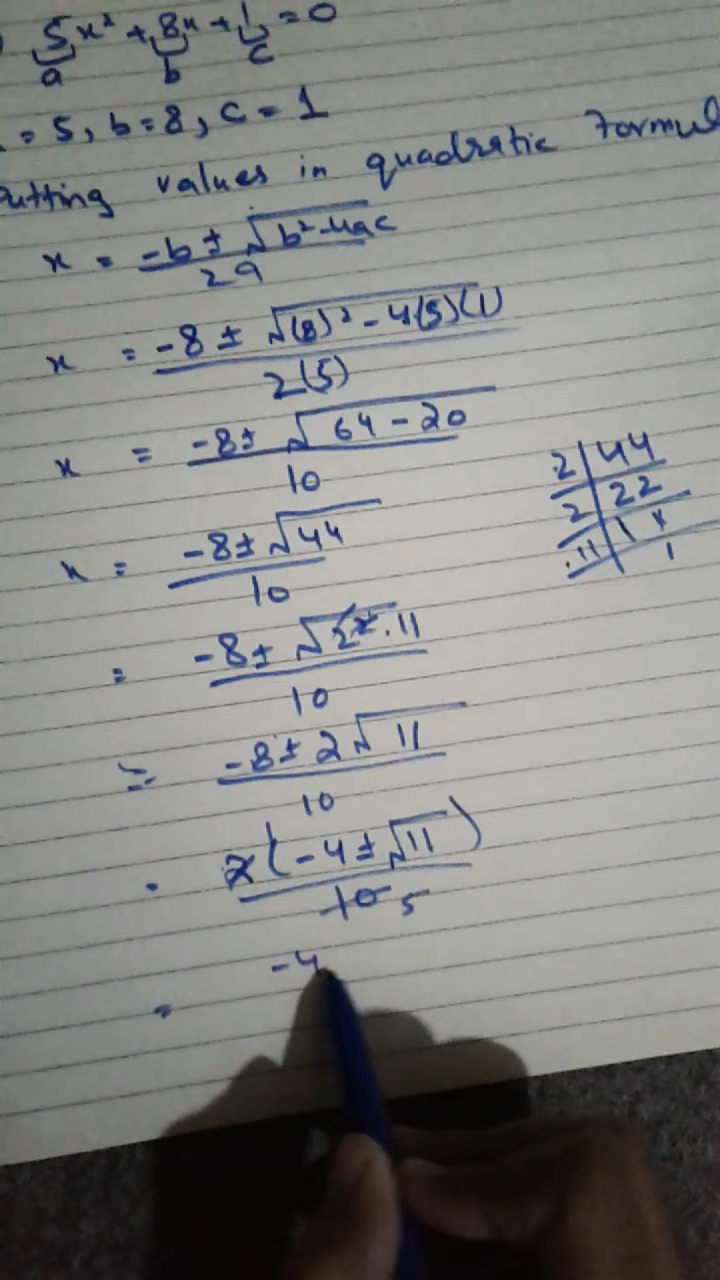 5x² + 8x + 1 = 0
a b c
= 5, b = 8, c = 1
Putting values in quadratic Formul
x = -b ± √b²-4ac
2a
x = -8 ± √(8)² - 4(5)(1)
2(5)
x = -8 ± √64 - 20
10
2 | 44
2 | 22
11 | 11
1
x = -8 ± √44
10
= -8 ± √2². 11
10
= -8 ± 2√11
10
2(-4 ± √11)
10 5
= -4